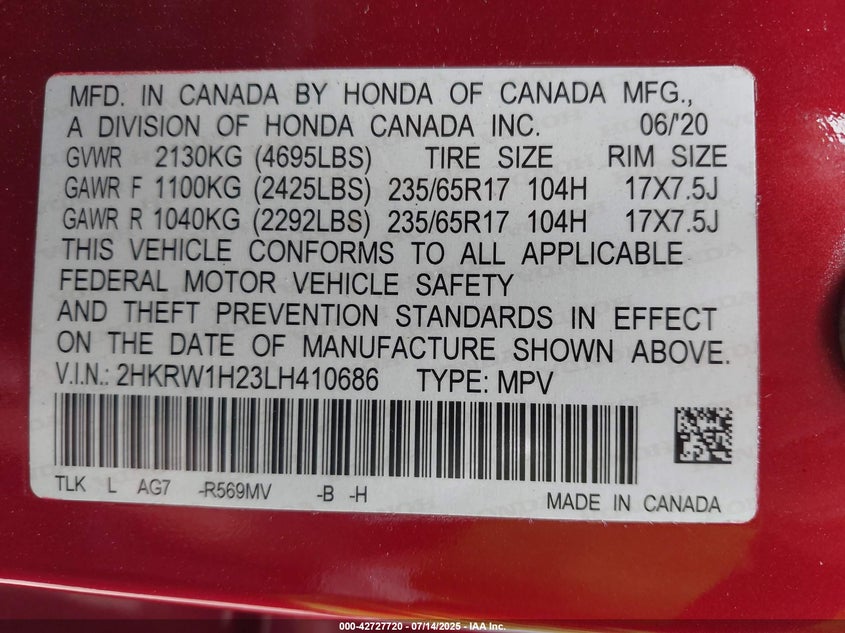 MFD. IN CANADA BY HONDA OF CANADA MFG.,
A DIVISION OF HONDA CANADA INC. 06/'20
GVWR 2130KG (4695LBS) TIRE SIZE RIM SIZE
GAWR F 1100KG (2425LBS) 235/65R17 104H 17X7.5J
GAWR R 1040KG (2292LBS) 235/65R17 104H 17X7.5J
THIS VEHICLE CONFORMS TO ALL APPLICABLE
FEDERAL MOTOR VEHICLE SAFETY
AND THEFT PREVENTION STANDARDS IN EFFECT
ON THE DATE OF MANUFACTURE SHOWN ABOVE.
V.I.N.: 2HKRW1H23LH410686 TYPE: MPV
TLK L AG7 -R569MV -B -H MADE IN CANADA
000-42727720 - 07/14/2025 - IAA Inc.